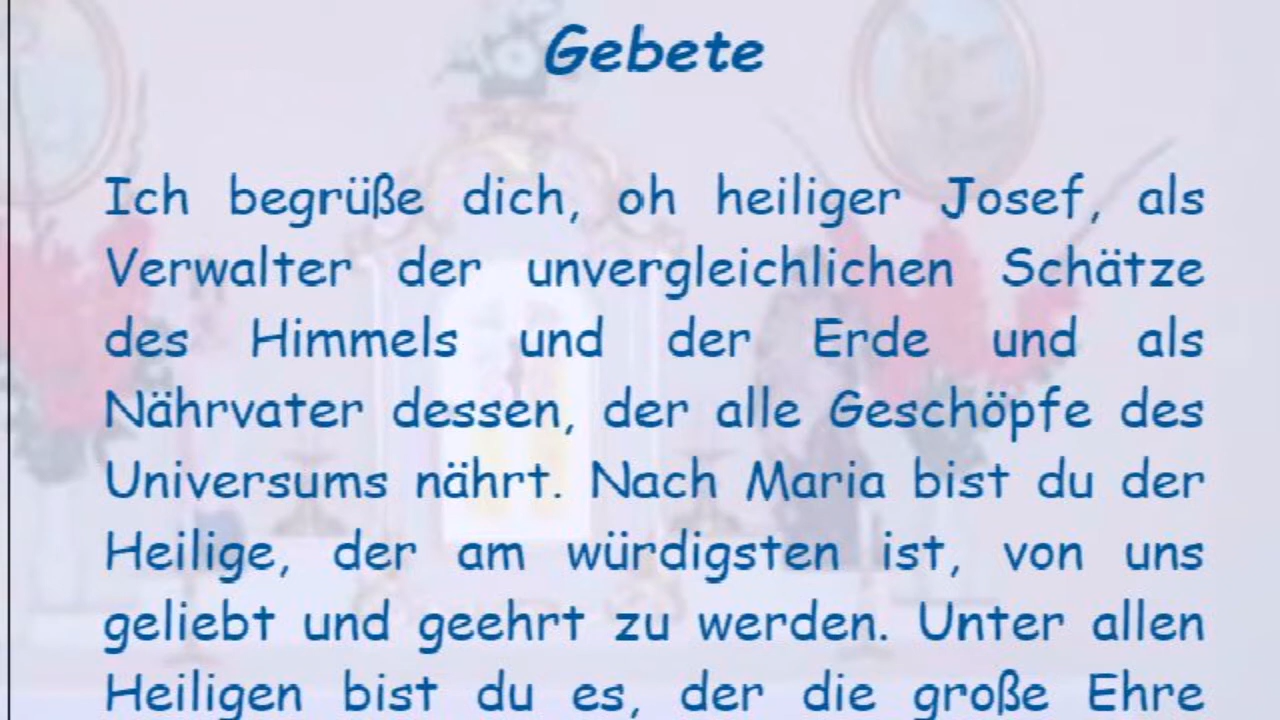 Gebete
Ich begrüße dich, oh heiliger Josef, als
Verwalter der unvergleichlichen Schätze
des Himmels und der Erde und als
Nährvater dessen, der alle Geschöpfe des
Universums nährt. Nach Maria bist du der
Heilige, der am würdigsten ist, von uns
geliebt und geehrt zu werden. Unter allen
Heiligen bist du es, der die große Ehre